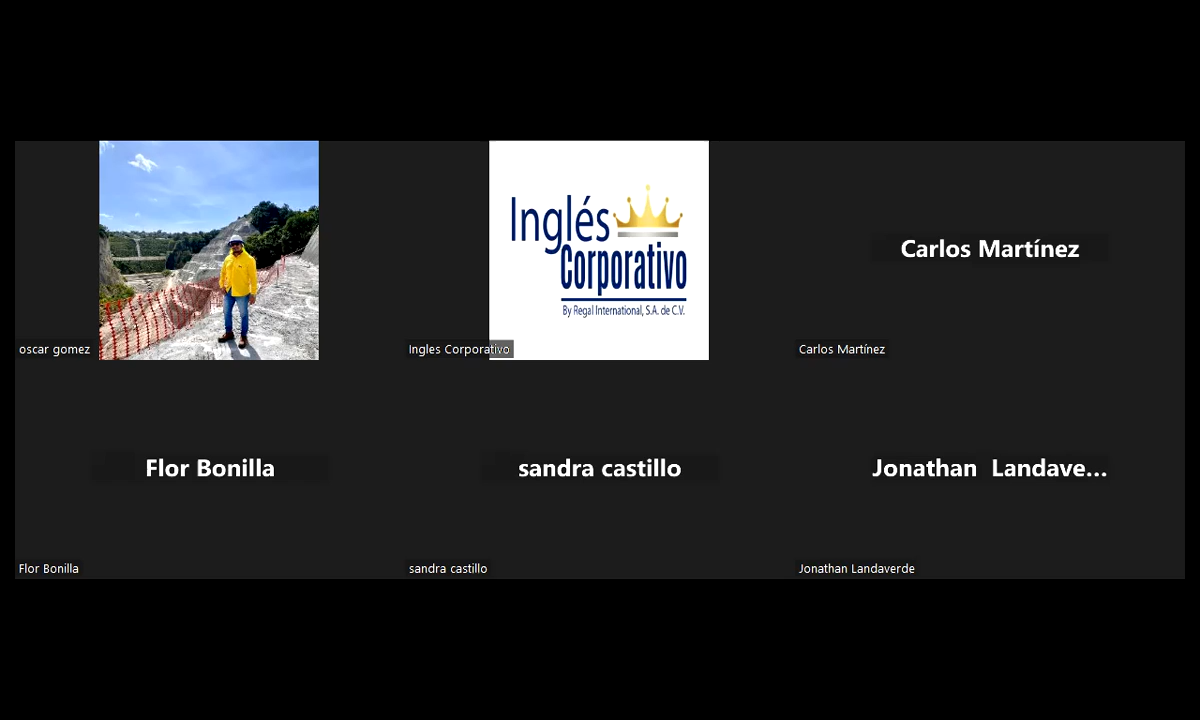 oscar gomez
Inglés
Corporativo
By Regal International, S.A. de C.V.
Ingles Corporativo
Carlos Martínez
Carlos Martínez
Flor Bonilla
Flor Bonilla
sandra castillo
sandra castillo
Jonathan Landave...
Jonathan Landaverde